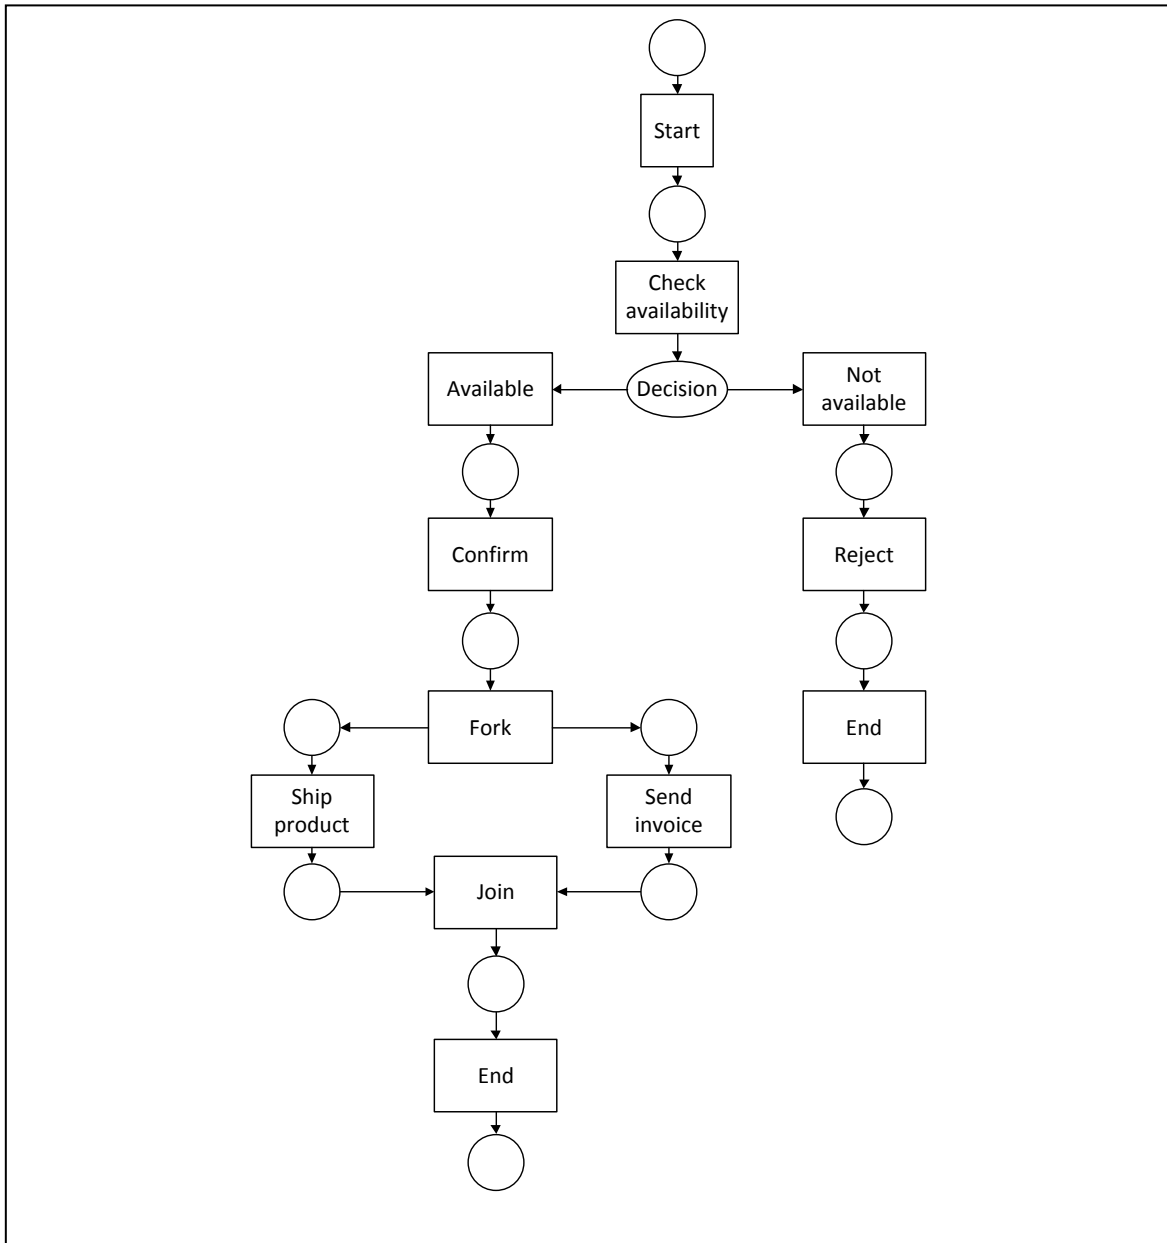 Start
Check
availability
Available
Decision
Not
available
Confirm
Reject
Fork
End
Ship
product
Send
invoice
Join
End